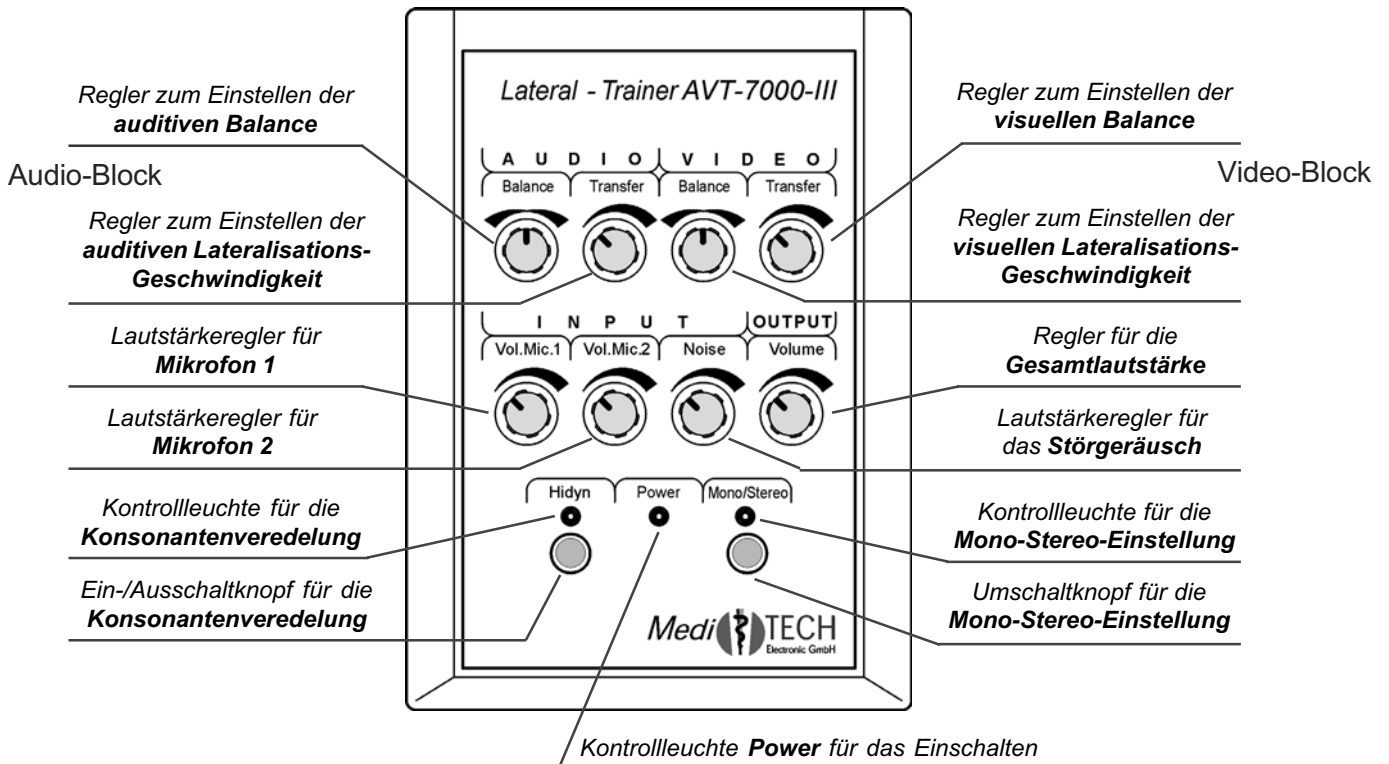 Lateral - Trainer AVT-7000-III
Regler zum Einstellen der
auditiven Balance
Regler zum Einstellen der
visuellen Balance
AUDIO VIDEO
Audio-Block
Video-Block
Balance Transfer Balance Transfer
Regler zum Einstellen der
auditiven Lateralisations-
Geschwindigkeit
Regler zum Einstellen der
visuellen Lateralisations-
Geschwindigkeit
INPUT OUTPUT
Vol.Mic.1 Vol.Mic.2 Noise Volume
Lautstärkeregler für
Mikrofon 1
Regler für die
Gesamtlautstärke
Lautstärkeregler für
Mikrofon 2
Lautstärkeregler für
das Störgeräusch
Hidyn Power Mono/Stereo
Kontrollleuchte für die
Konsonantenveredelung
Kontrollleuchte für die
Mono-Stereo-Einstellung
Ein-/Ausschaltknopf für die
Konsonantenveredelung
Umschaltknopf für die
Mono-Stereo-Einstellung
MediTECH
Electronic GmbH
Kontrollleuchte Power für das Einschalten